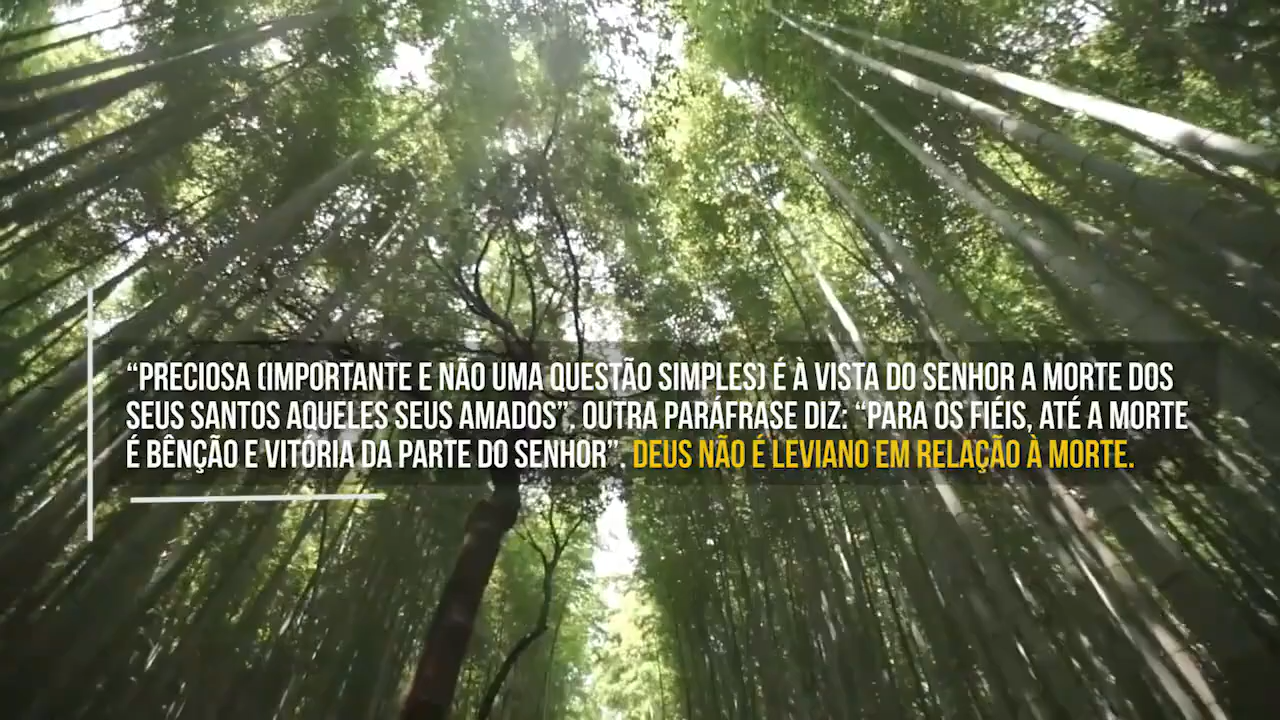 “PRECIOSA (IMPORTANTE E NÃO UMA QUESTÃO SIMPLES) É À VISTA DO SENHOR A MORTE DOS
SEUS SANTOS AQUELES SEUS AMADOS”. OUTRA PARÁFRASE DIZ: “PARA OS FIÉIS, ATÉ A MORTE
É BÊNÇÃO E VITÓRIA DA PARTE DO SENHOR”. DEUS NÃO É LEVIANO EM RELAÇÃO À MORTE.